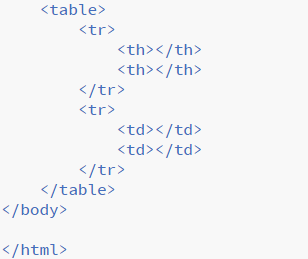 <table>
<tr>
<th></th>
<th></th>
</tr>
<tr>
<td></td>
<td></td>
</tr>
</table>
</body>
</html>